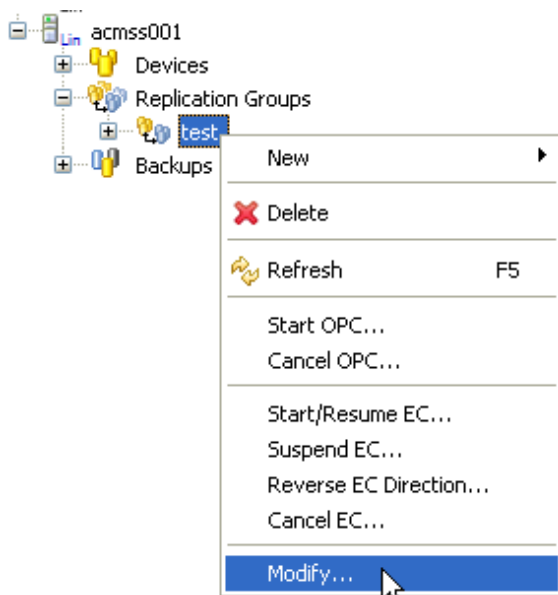 Lin acmss001
Devices
Replication Groups
test
Backups
New
Delete
Refresh F5
Start OPC...
Cancel OPC...
Start/Resume EC...
Suspend EC...
Reverse EC Direction...
Cancel EC...
Modify...